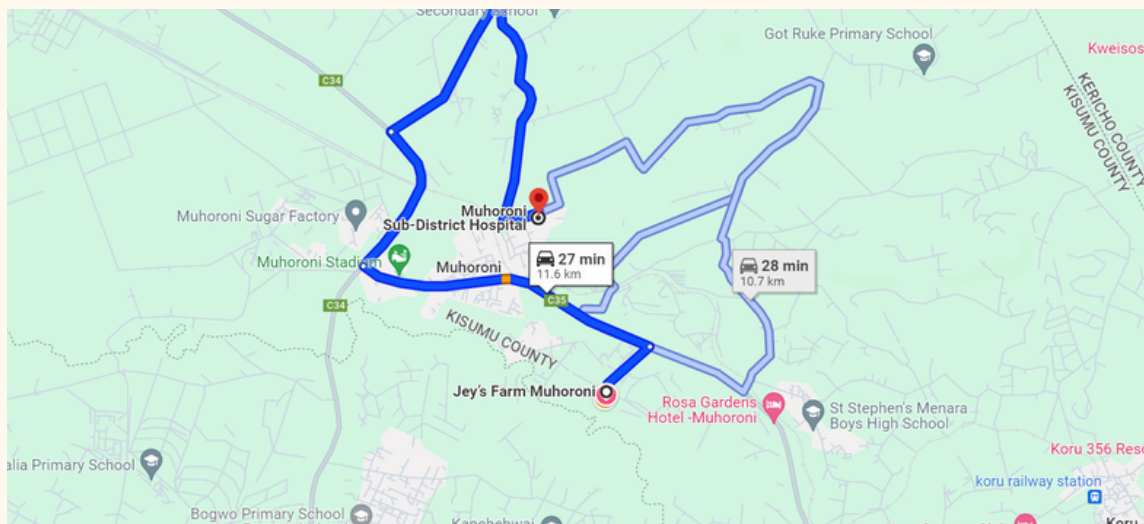 Secondary School
Got Ruke Primary School
Kweisos
C34
KERICHO COUNTY
KISUMU COUNTY
Muhoroni Sugar Factory
Muhoroni
Sub-District Hospital
Muhoroni Stadium
Muhoroni
27 min
11.6 km
28 min
10.7 km
C35
C34
KISUMU COUNTY
Jey's Farm Muhoroni
Rosa Gardens
Hotel -Muhoroni
St Stephen's Menara
Boys High School
Koru 356 Reso
alia Primary School
koru railway station
Bogwo Primary School
Koru